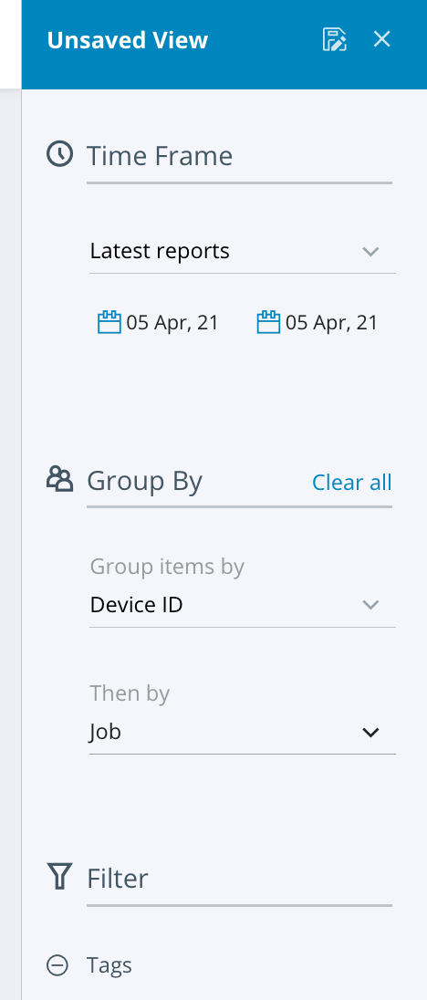 Unsaved View
Time Frame
Latest reports
05 Apr, 21 05 Apr, 21
Group By Clear all
Group items by
Device ID
Then by
Job
Filter
Tags